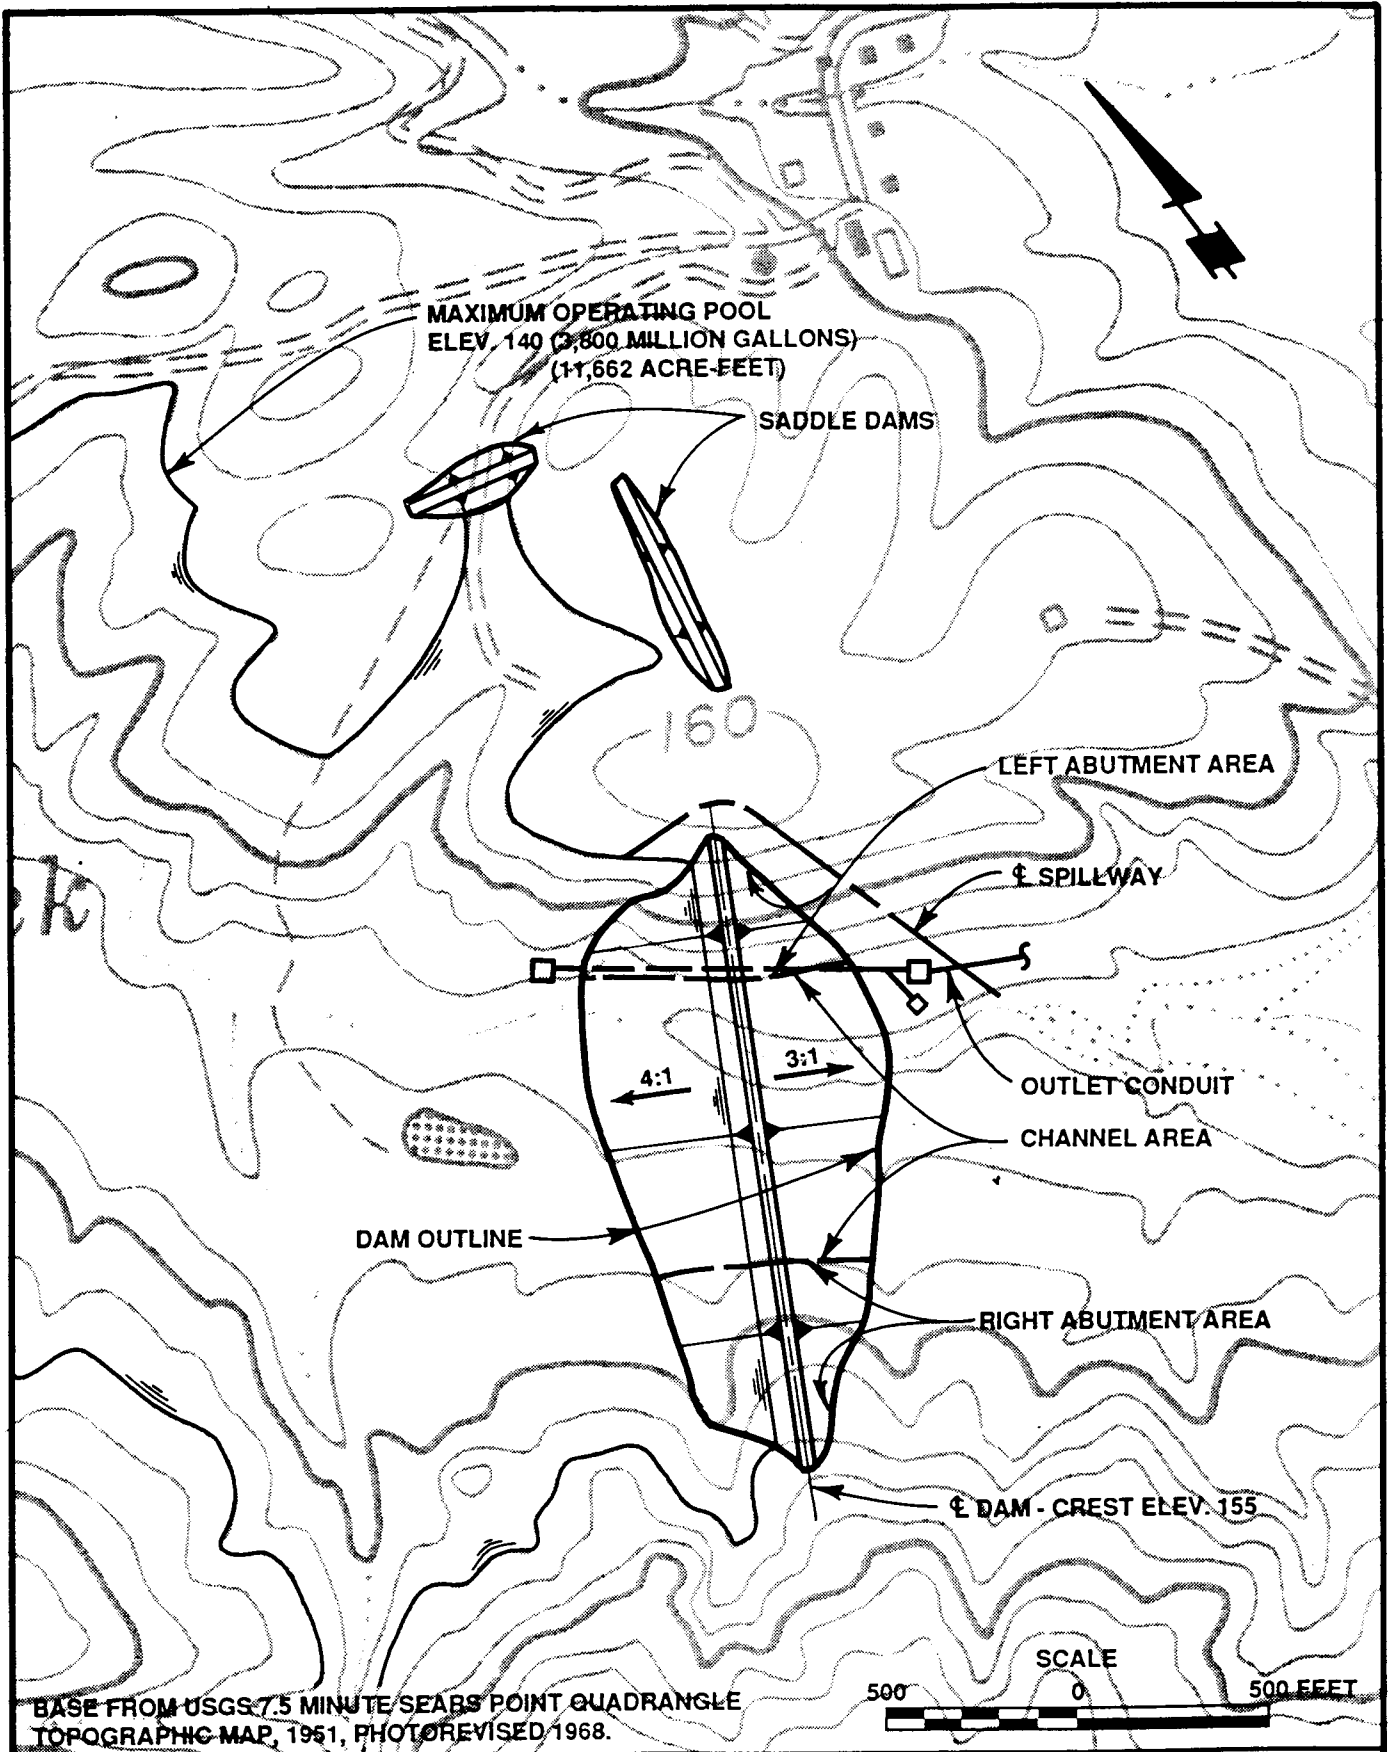 MAXIMUM OPERATING POOL
ELEV. 140 (3,800 MILLION GALLONS)
(11,662 ACRE-FEET)
SADDLE DAMS
160
LEFT ABUTMENT AREA
℄ SPILLWAY
ek
4:1
3:1
OUTLET CONDUIT
CHANNEL AREA
DAM OUTLINE
RIGHT ABUTMENT AREA
℄ DAM - CREST ELEV. 155
SCALE
500 0 500 FEET
BASE FROM USGS 7.5 MINUTE SEARS POINT QUADRANGLE
TOPOGRAPHIC MAP, 1951, PHOTOREVISED 1968.